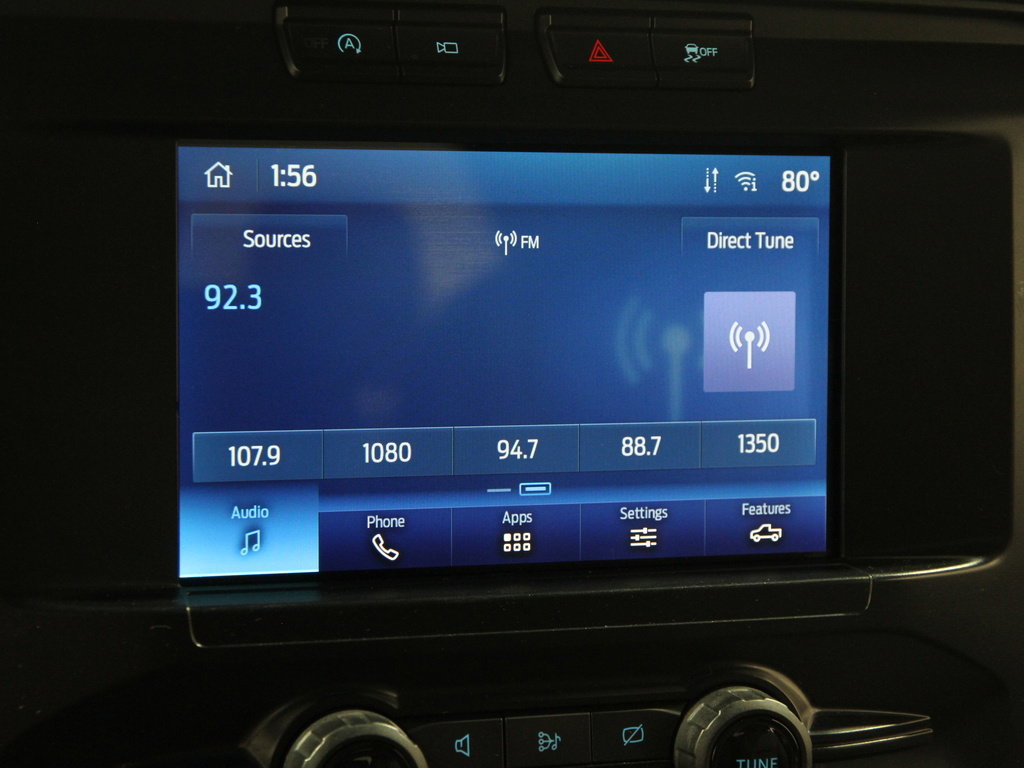 OFF A
OFF
1:56 80°
Sources FM Direct Tune
92.3
107.9 1080 94.7 88.7 1350
Audio Phone Apps Settings Features
TUNE